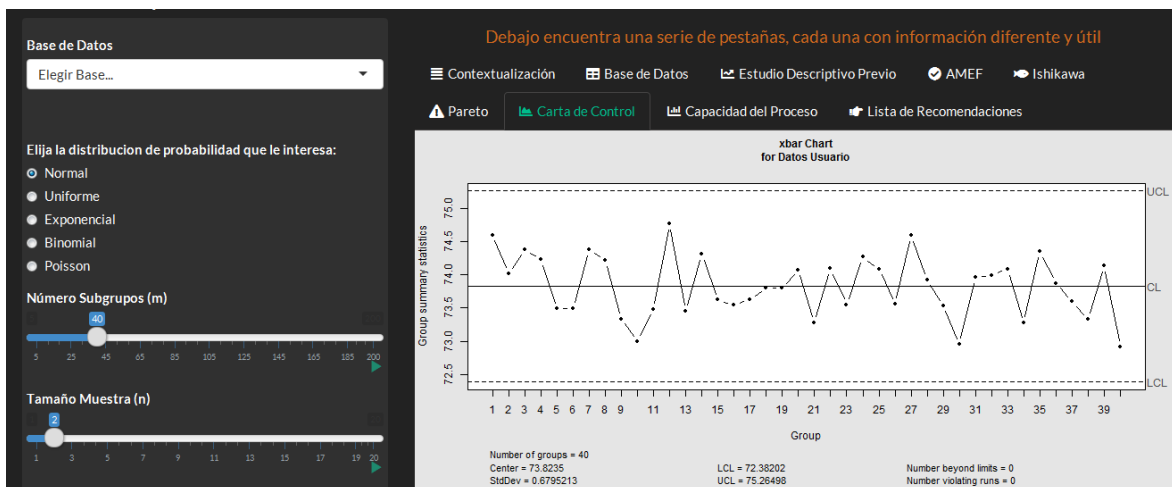 Base de Datos
Elegir Base...
Elija la distribucion de probabilidad que le interesa:
Normal
Uniforme
Exponencial
Binomial
Poisson
Número Subgrupos (m)
40
5 25 45 65 85 105 125 145 165 185 200
Tamaño Muestra (n)
2
1 3 5 7 9 11 13 15 17 19 20
Debajo encuentra una serie de pestañas, cada una con información diferente y útil
Contextualización Base de Datos Estudio Descriptivo Previo AMEF Ishikawa
Pareto Carta de Control Capacidad del Proceso Lista de Recomendaciones
xbar Chart
for Datos Usuario
Group summary statistics
75.0
74.5
74.0
73.5
73.0
72.5
UCL
CL
LCL
1 2 3 4 5 6 7 8 9 11 13 15 17 19 21 23 25 27 29 31 33 35 37 39
Group
Number of groups = 40
Center = 73.8235 LCL = 72.38202 Number beyond limits = 0
StdDev = 0.6795213 UCL = 75.26498 Number violating runs = 0